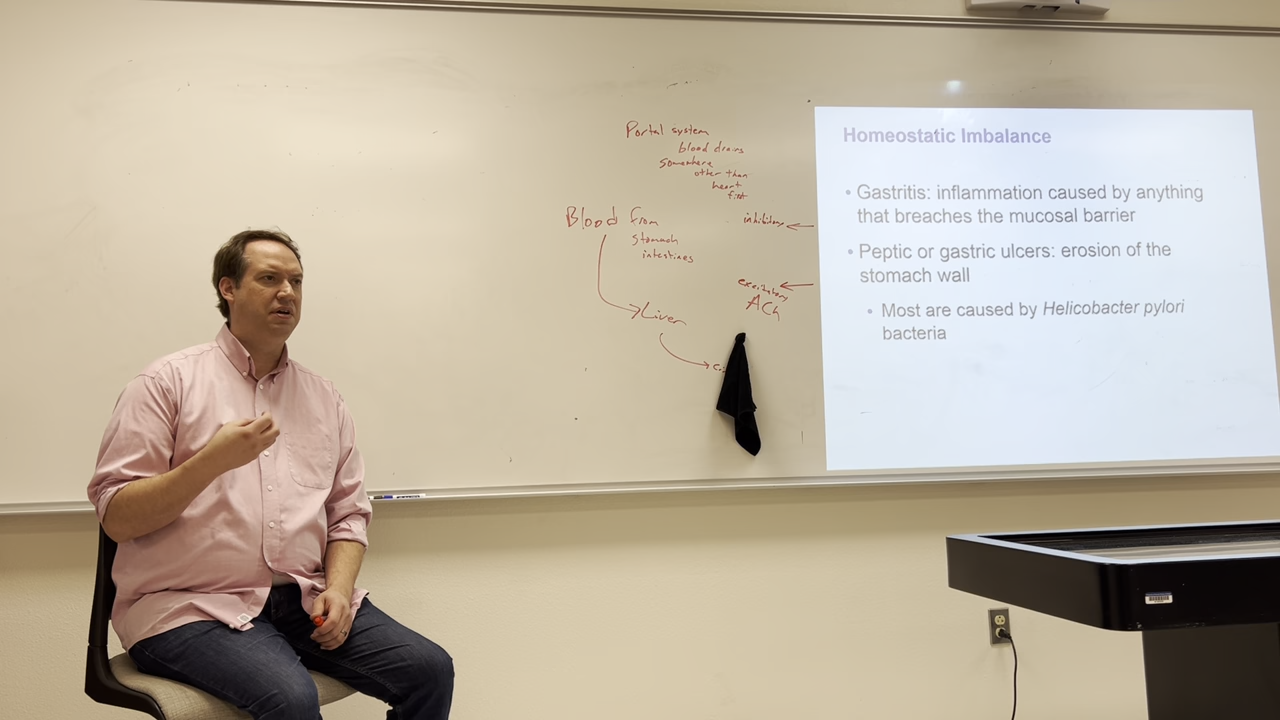 Portal system
blood drains
somewhere
other than
heart
first
Blood from
stomach
intestines
Liver
inhibitory
excitatory
ACh
Homeostatic Imbalance
• Gastritis: inflammation caused by anything
that breaches the mucosal barrier
• Peptic or gastric ulcers: erosion of the
stomach wall
• Most are caused by Helicobacter pylori
bacteria